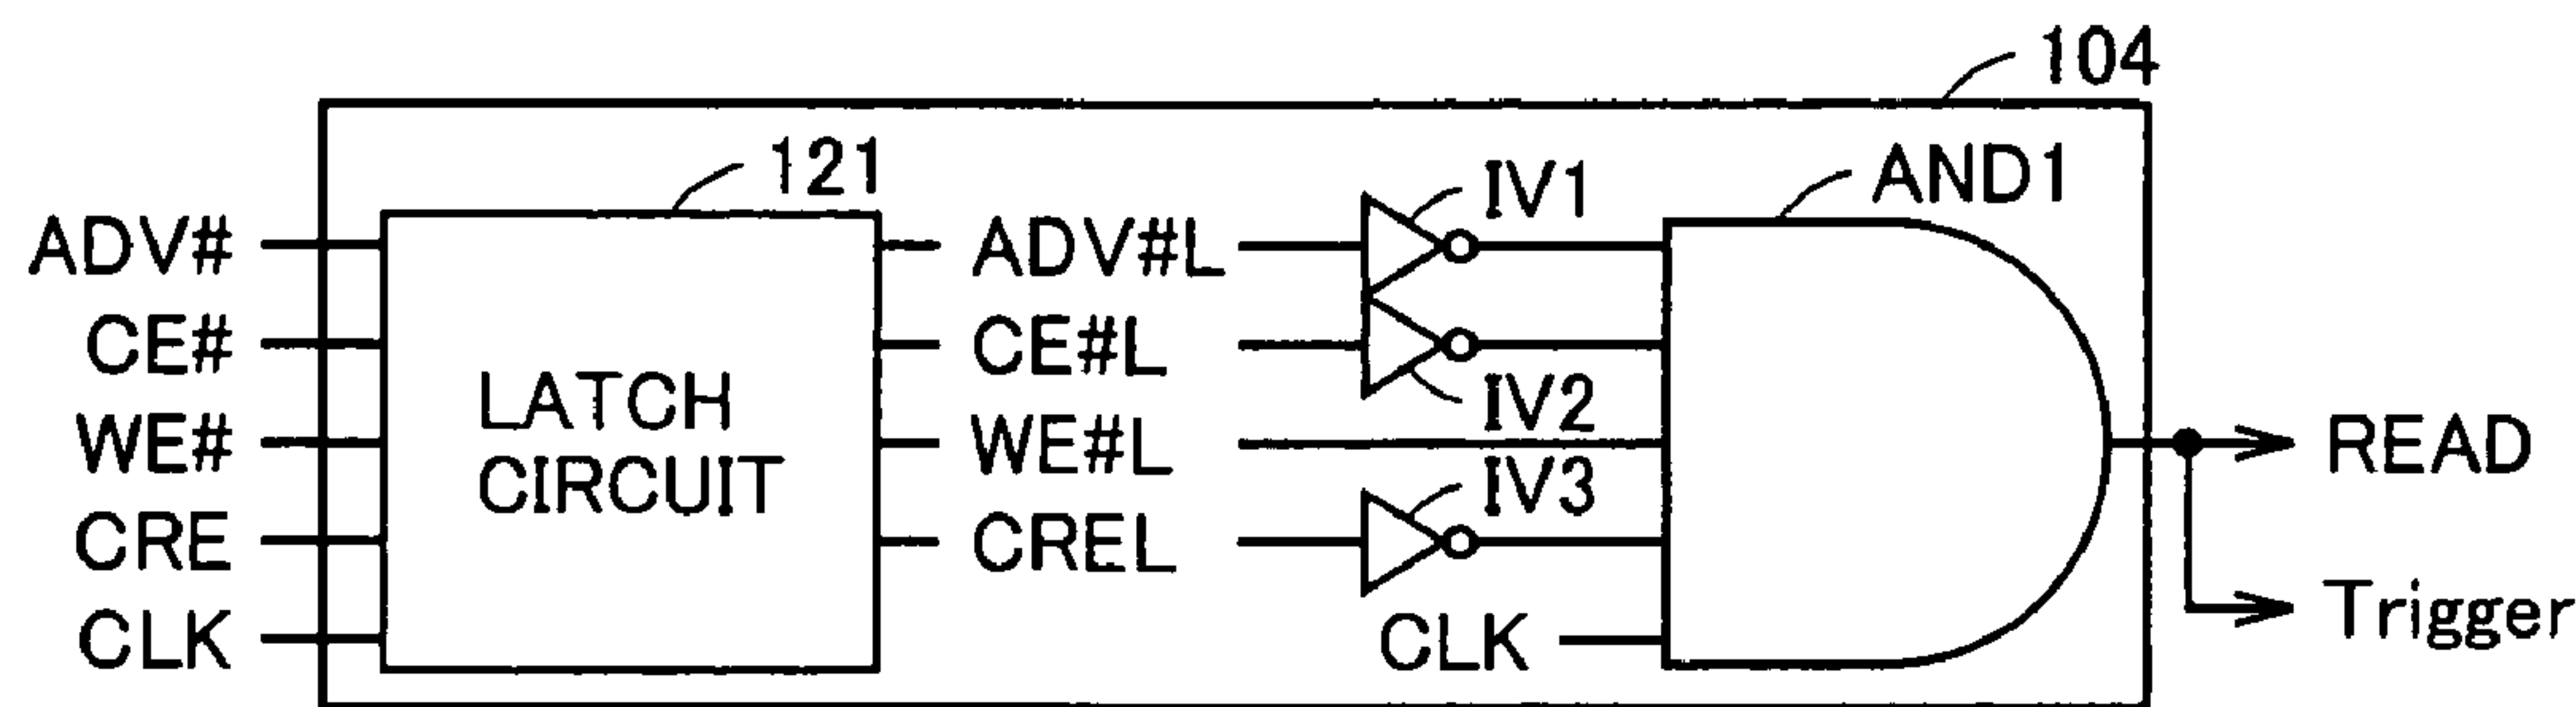 104
121
IV1
AND1
ADV#
ADV#L
CE#
CE#L
LATCH
CIRCUIT
IV2
WE#
WE#L
READ
IV3
CRE
CREL
CLK
CLK
Trigger